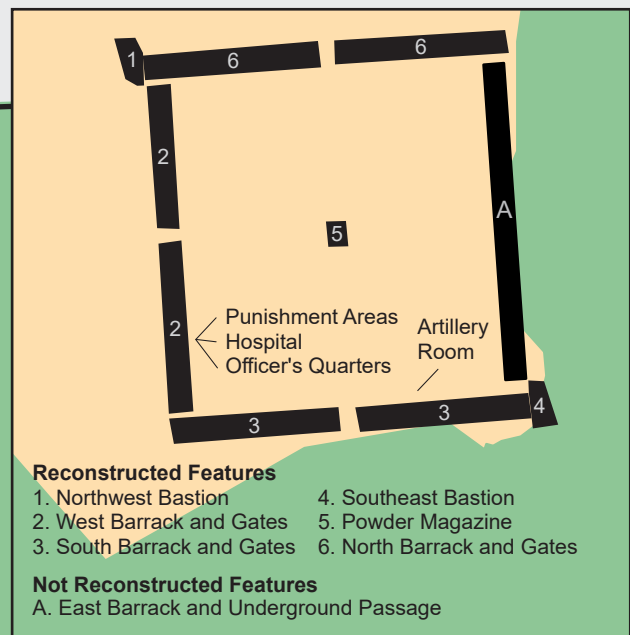 1
6
6
2
A
5
2
Punishment Areas
Hospital
Officer's Quarters
Artillery
Room
3
3
4
Reconstructed Features
1. Northwest Bastion
2. West Barrack and Gates
3. South Barrack and Gates
4. Southeast Bastion
5. Powder Magazine
6. North Barrack and Gates
Not Reconstructed Features
A. East Barrack and Underground Passage